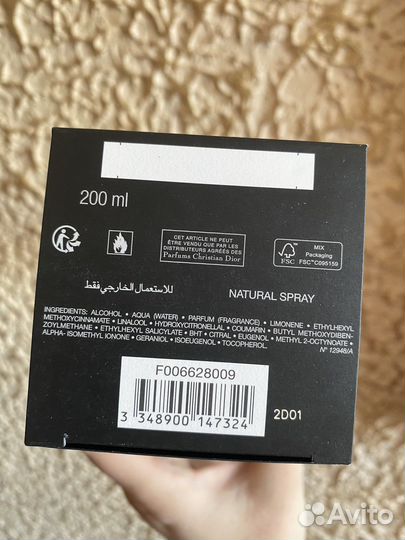 200 ml
CET ARTICLE NE PEUT
ÊTRE VENDU QUE PAR LES
DISTRIBUTEURS AGRÉÉS DES
Parfums Christian Dior
FSC
MIX
Packaging
FSC™ C095159
للاستعمال الخارجي فقط
NATURAL SPRAY
INGREDIENTS: ALCOHOL • AQUA (WATER) • PARFUM (FRAGRANCE) • LIMONENE • ETHYLHEXYL
METHOXYCINNAMATE • LINALOOL • HYDROXYCITRONELLAL • COUMARIN • BUTYL METHOXYDIBEN-
ZOYLMETHANE • ETHYLHEXYL SALICYLATE • BHT • CITRAL • EUGENOL • METHYL 2-OCTYNOATE •
ALPHA- ISOMETHYL IONONE • GERANIOL • ISOEUGENOL • TOCOPHEROL
N° 12948/A
F006628009
3 348900 147324
2D01
Avito